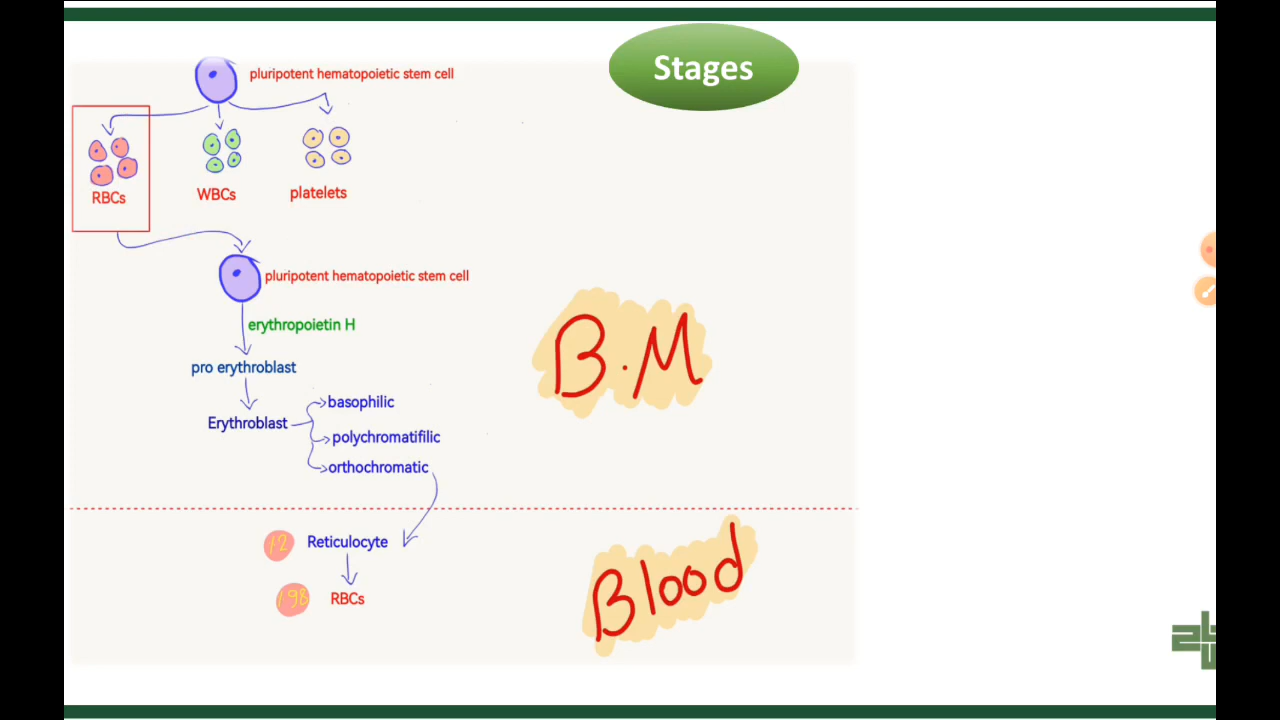 Stages
pluripotent hematopoietic stem cell
RBCs
WBCs
platelets
pluripotent hematopoietic stem cell
erythropoietin H
pro erythroblast
Erythroblast
basophilic
polychromatifilic
orthochromatic
B.M
Reticulocyte
RBCs
Blood